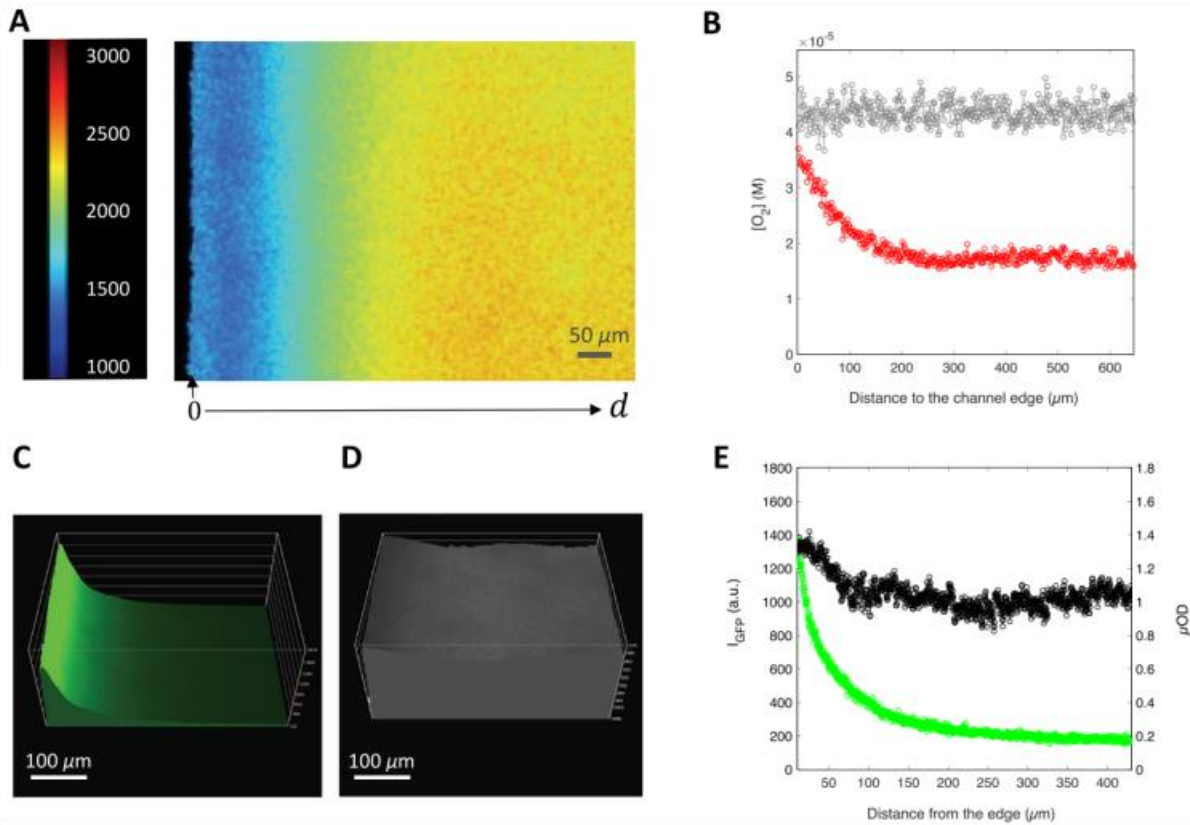 A
3000
2500
2000
1500
1000
50 µm
0
d
B
×10⁻⁵
5
4
3
2
1
0
[O₂] (M)
0 100 200 300 400 500 600
Distance to the channel edge (µm)
C
100 µm
D
100 µm
E
1800
1600
1400
1200
1000
800
600
400
200
0
I_GFP (a.u.)
1.8
1.6
1.4
1.2
1
0.8
0.6
0.4
0.2
0
µOD
50 100 150 200 250 300 350 400
Distance from the edge (µm)